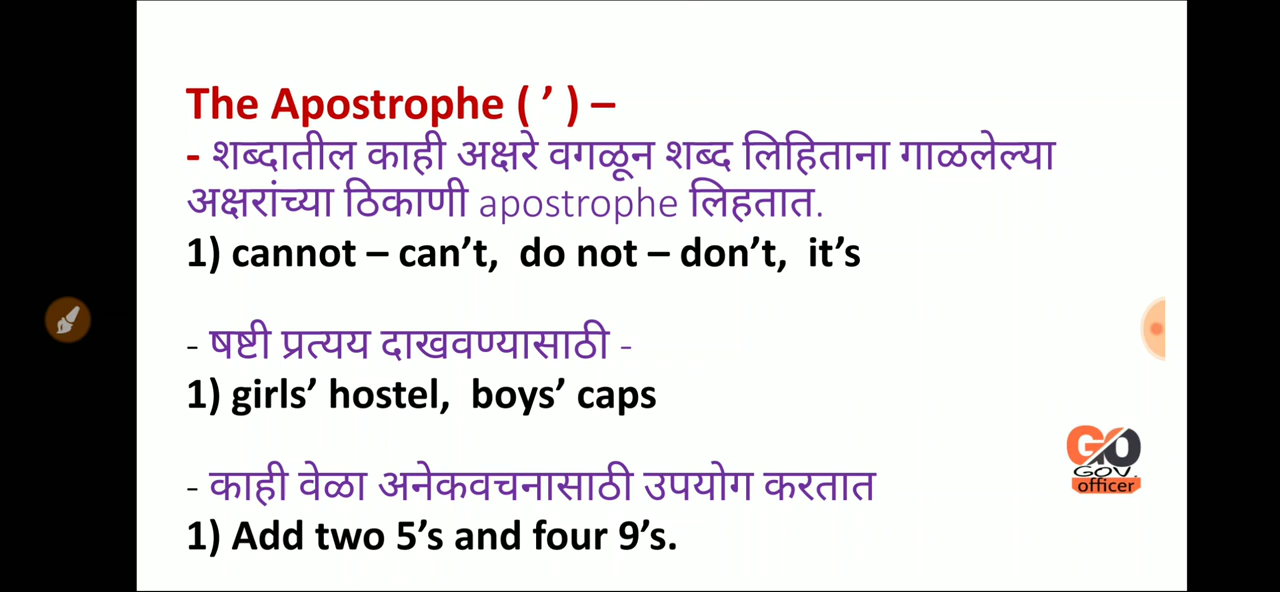 The Apostrophe ( ’ ) –
- शब्दातील काही अक्षरे वगळून शब्द लिहिताना गाळलेल्या
अक्षरांच्या ठिकाणी apostrophe लिहतात.
1) cannot – can’t, do not – don’t, it’s
- षष्टी प्रत्यय दाखवण्यासाठी -
1) girls’ hostel, boys’ caps
- काही वेळा अनेकवचनासाठी उपयोग करतात
1) Add two 5’s and four 9’s.
GO
GOV.
officer